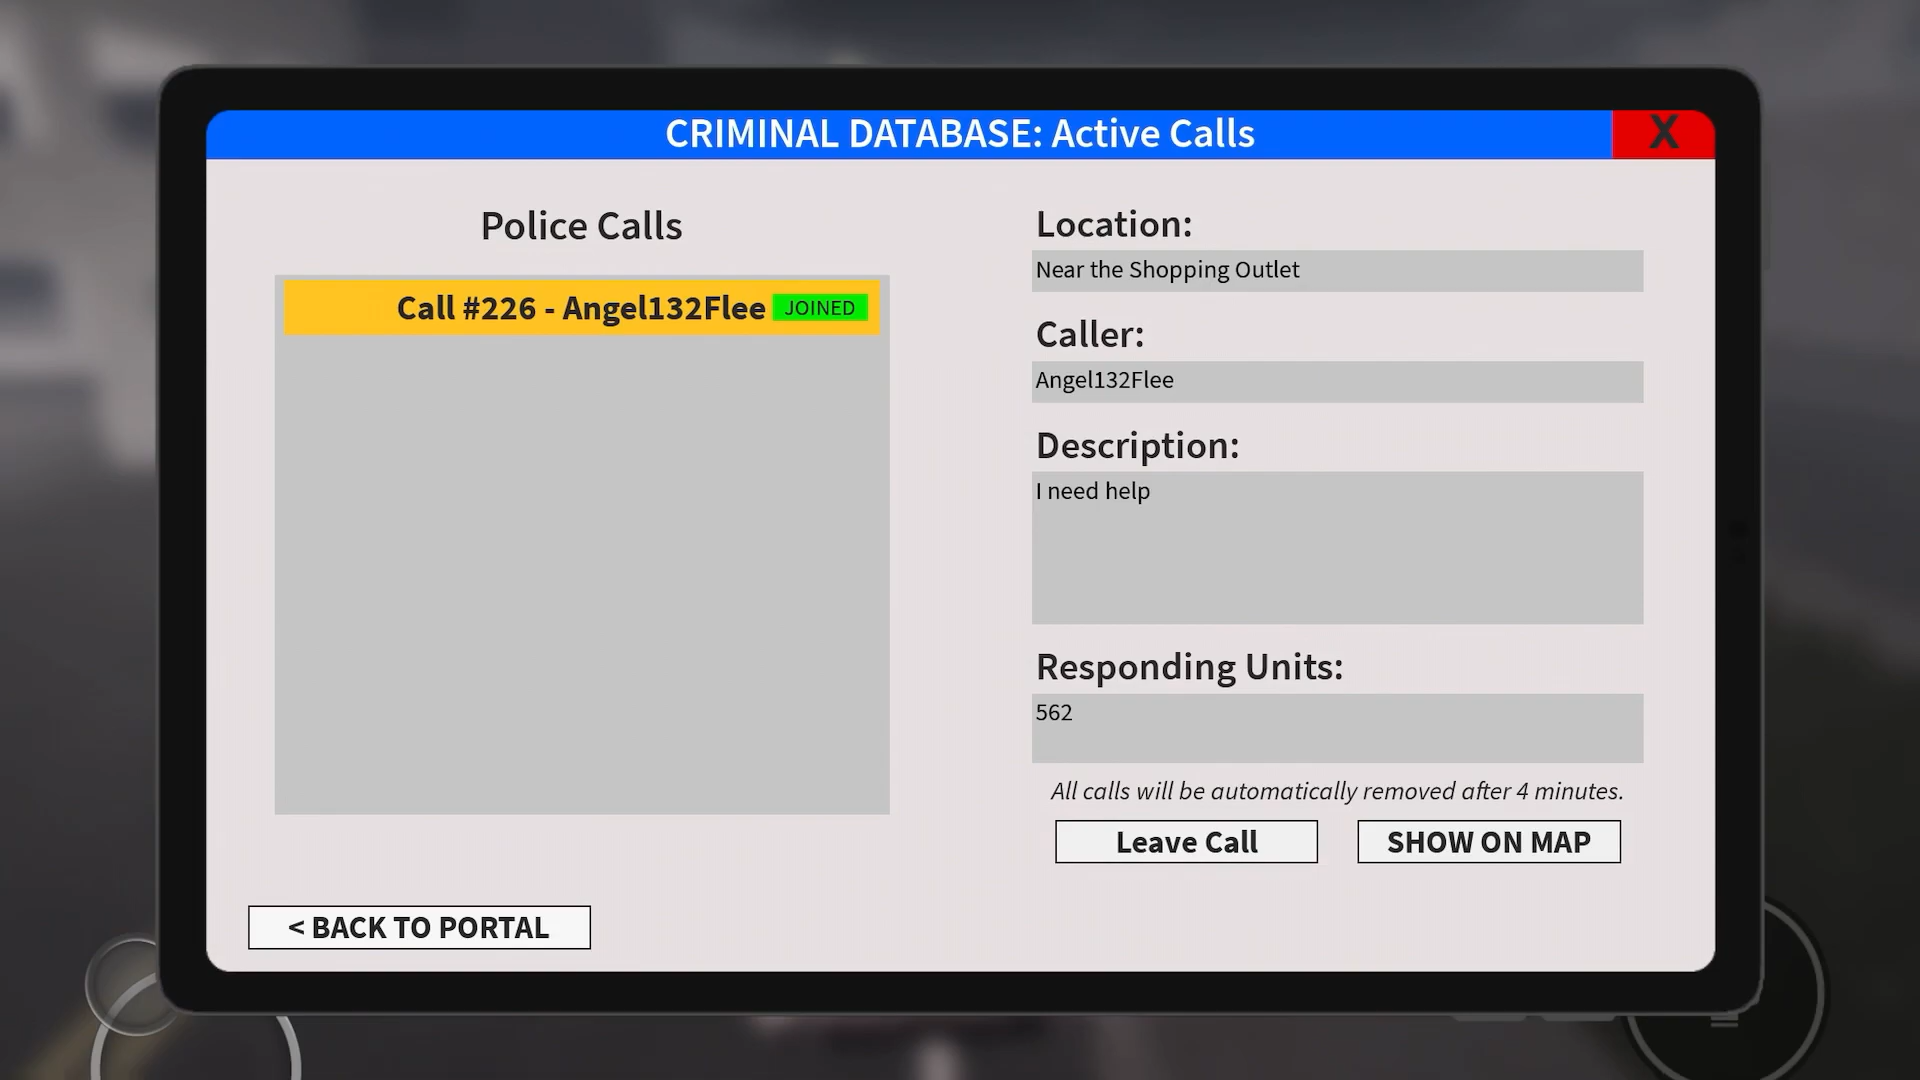 CRIMINAL DATABASE: Active Calls
X
Police Calls
Call #226 - Angel132Flee JOINED
Location:
Near the Shopping Outlet
Caller:
Angel132Flee
Description:
I need help
Responding Units:
562
All calls will be automatically removed after 4 minutes.
Leave Call
SHOW ON MAP
< BACK TO PORTAL